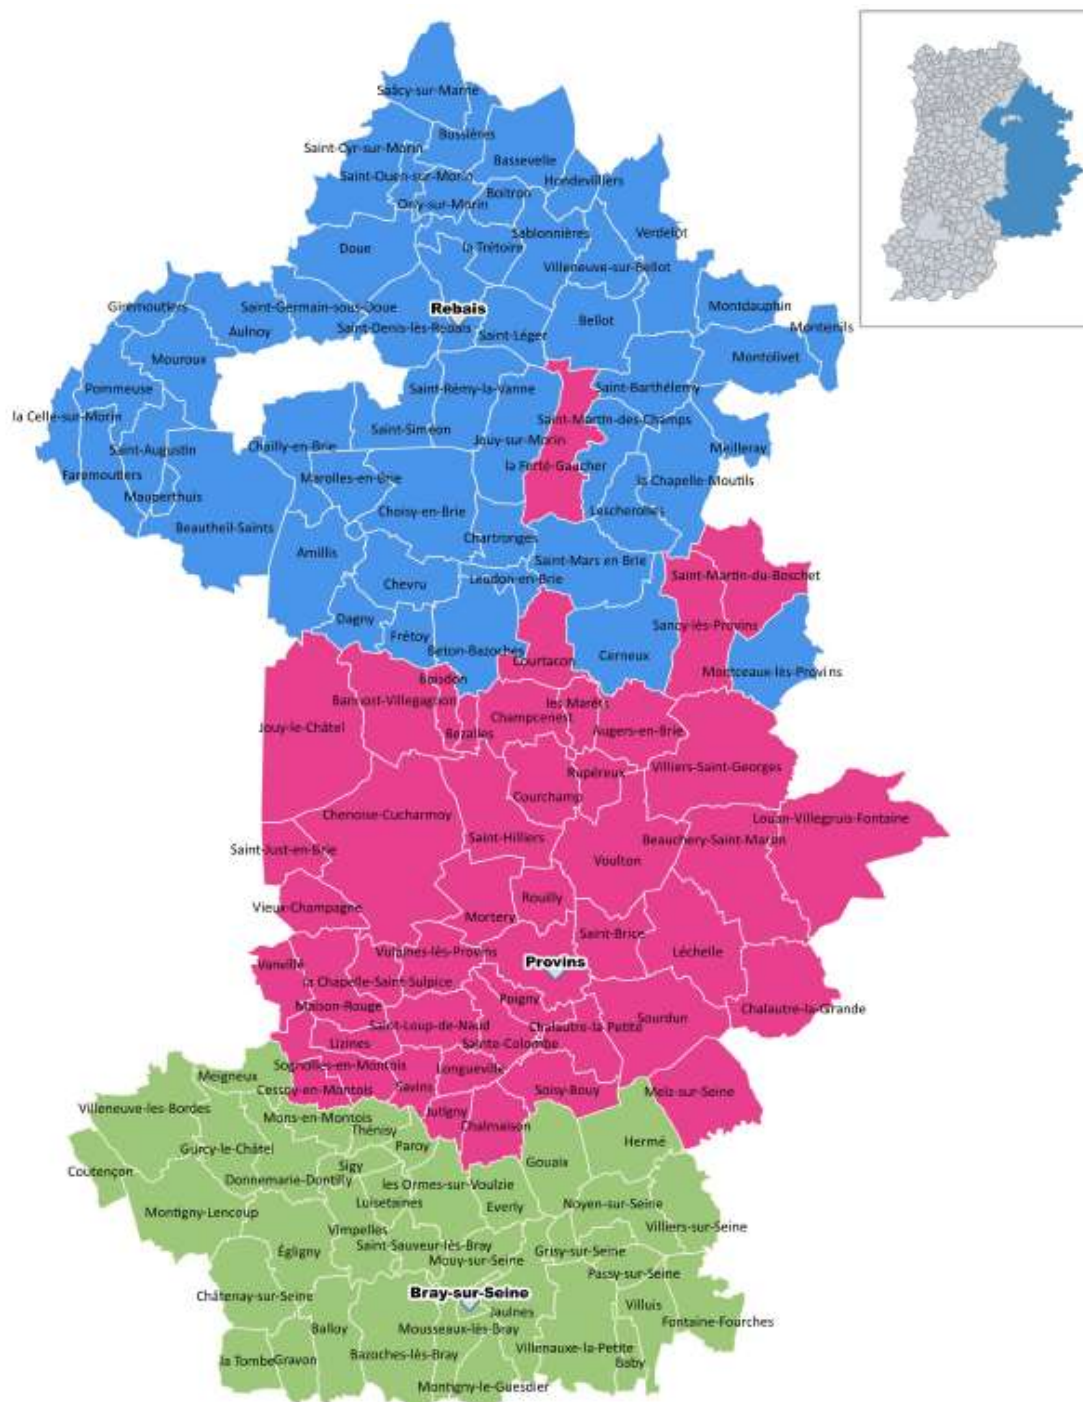 Saâcy-sur-Marne
Bussières
Saint-Cyr-sur-Morin
Bassevelle
Saint-Ouen-sur-Morin
Hondevilliers
Boitron
Orly-sur-Morin
Sablonnières
Verdelot
Doue
la Trétoire
Villeneuve-sur-Bellot
Giremoutiers
Saint-Germain-sous-Doue
Rebais
Montdauphin
Aulnoy
Saint-Denis-lès-Rebais
Saint-Léger
Bellot
Montenils
Mouroux
Montolivet
Pommeuse
Saint-Rémy-la-Vanne
Saint-Barthélemy
la Celle-sur-Morin
Saint-Siméon
Saint-Martin-des-Champs
Chailly-en-Brie
Jouy-sur-Morin
Saint-Augustin
Meilleray
la Ferté-Gaucher
Faremoutiers
Marolles-en-Brie
la Chapelle-Moutils
Mauperthuis
Choisy-en-Brie
Lescherolles
Beautheil-Saints
Chartronges
Amillis
Saint-Mars en Brie
Saint-Martin-du-Boschet
Chevru
Leudon-en-Brie
Dagny
Sancy-lès-Provins
Frétoy
Beton-Bazoches
Cerneux
Courtacon
Montceaux-lès-Provins
Boisdon
Bannost-Villegagnon
les Marêts
Champcenest
Jouy-le-Châtel
Bezalles
Augers-en-Brie
Rupéreux
Villiers-Saint-Georges
Courchamp
Chenoise-Cucharmoy
Louan-Villegruis-Fontaine
Saint-Hilliers
Beauchery-Saint-Martin
Saint-Just-en-Brie
Voulton
Rouilly
Vieux-Champagne
Mortery
Saint-Brice
Vulaines-lès-Provins
Léchelle
Vanvillé
Provins
la Chapelle-Saint-Sulpice
Poigny
Maison-Rouge
Chalautre-la-Grande
Sourdun
Saint-Loup-de-Naud
Chalautre-la-Petite
Lizines
Sainte-Colombe
Sognolles-en-Montois
Longueville
Meigneux
Cessoy-en-Montois
Savins
Soisy-Bouy
Melz-sur-Seine
Villeneuve-les-Bordes
Mons-en-Montois
Jutigny
Thénisy
Chalmaison
Gurcy-le-Châtel
Paroy
Hermé
Coutençon
Sigy
Gouaix
Donnemarie-Dontilly
les Ormes-sur-Voulzie
Luisetaines
Everly
Noyen-sur-Seine
Montigny-Lencoup
Villiers-sur-Seine
Vimpelles
Saint-Sauveur-lès-Bray
Égligny
Mouy-sur-Seine
Grisy-sur-Seine
Passy-sur-Seine
Châtenay-sur-Seine
Bray-sur-Seine
Jaulnes
Villuis
Fontaine-Fourches
Balloy
Mousseaux-lès-Bray
la Tombe
Gravon
Bazoches-lès-Bray
Villenauxe-la-Petite
Baby
Montigny-le-Guesdier